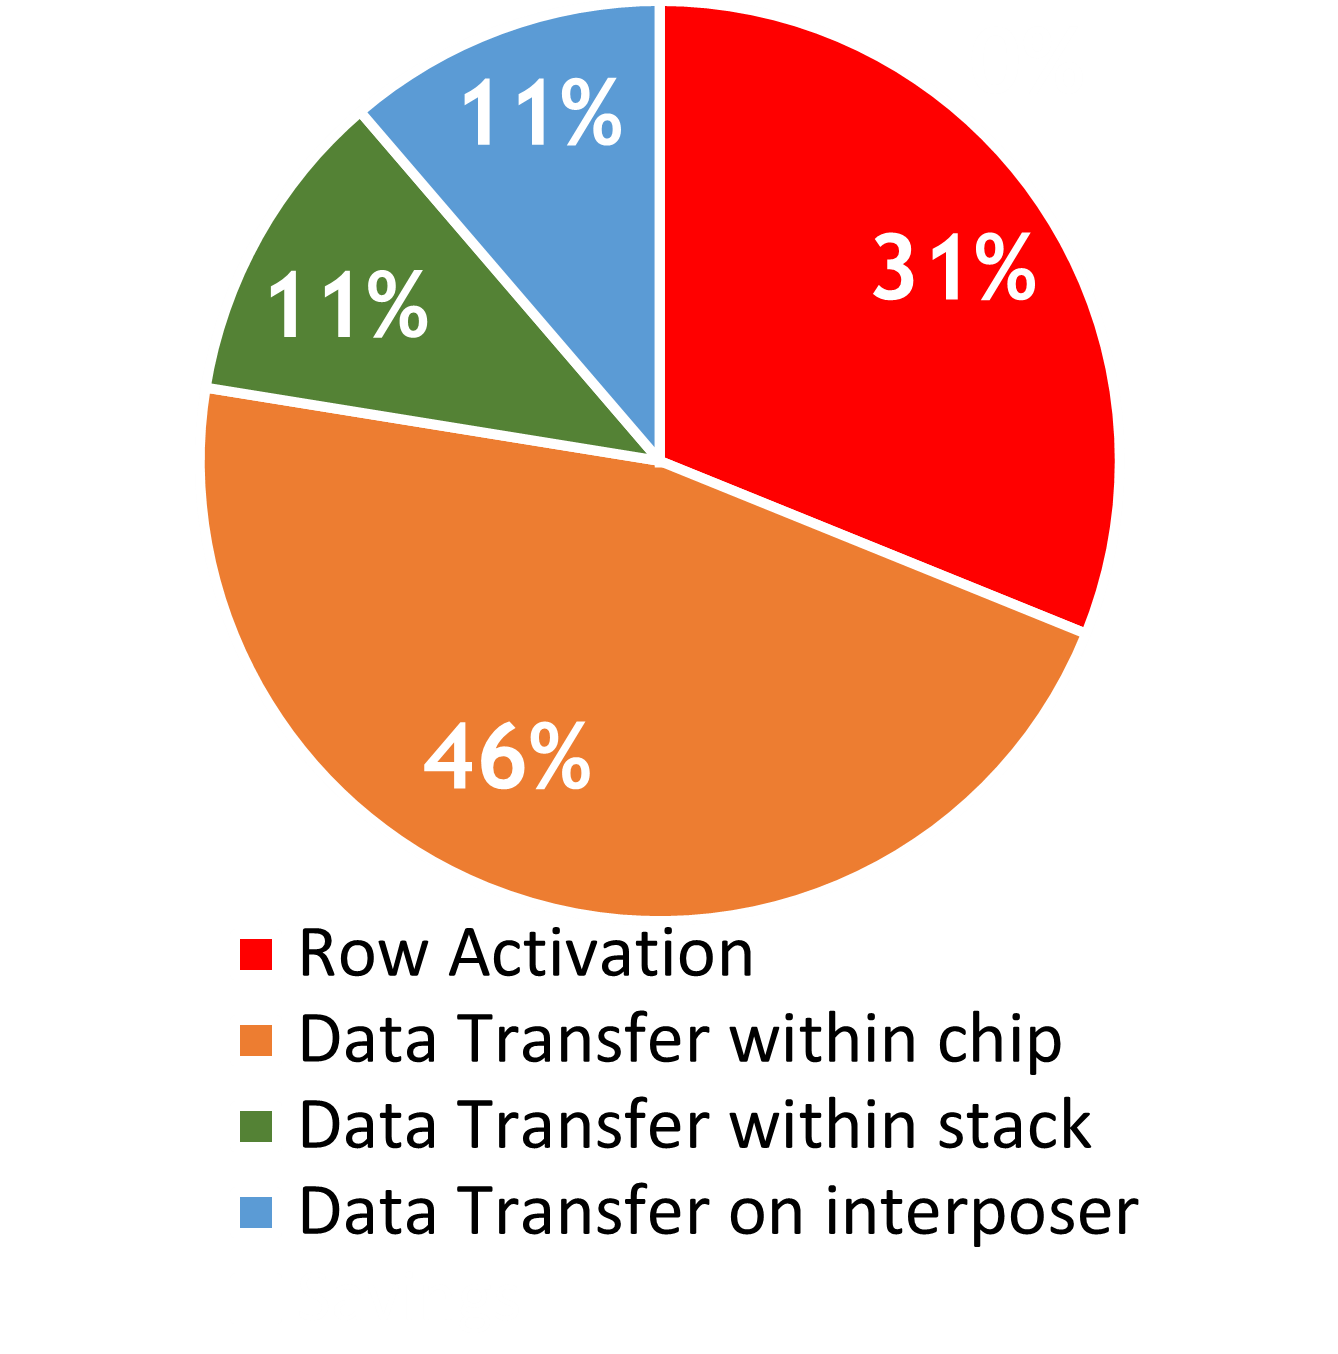 11%
31%
11%
46%
Row Activation
Data Transfer within chip
Data Transfer within stack
Data Transfer on interposer